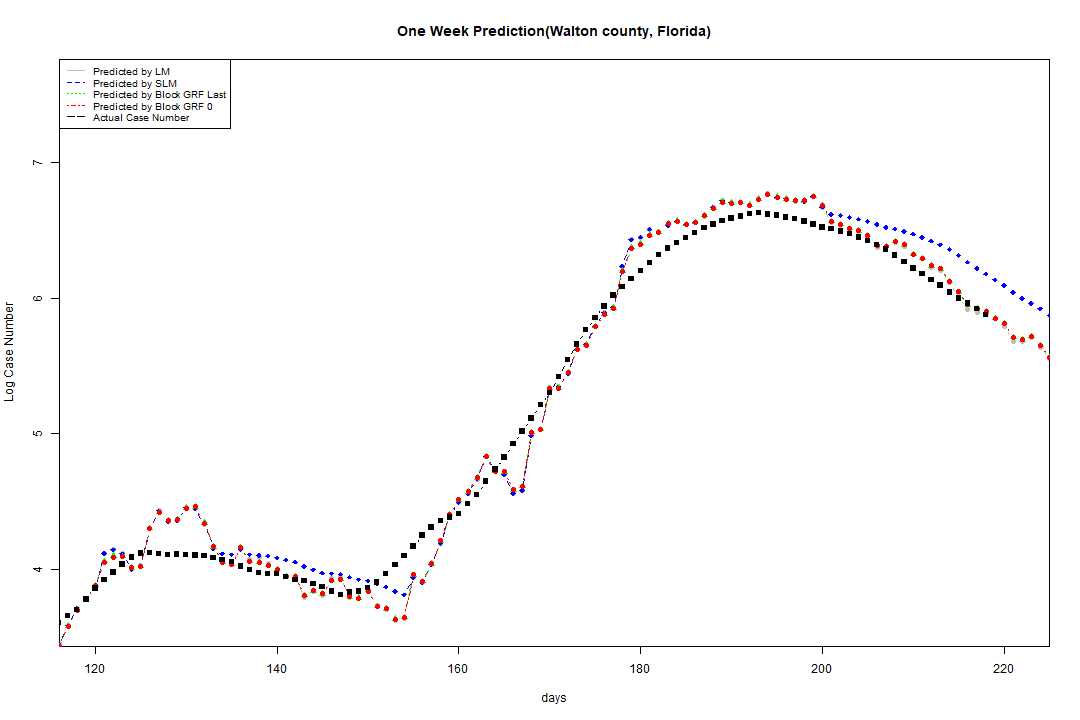 One Week Prediction(Walton county, Florida)
Predicted by LM
Predicted by SLM
Predicted by Block GRF Last
Predicted by Block GRF 0
Actual Case Number
7
6
5
4
Log Case Number
120 140 160 180 200 220
days